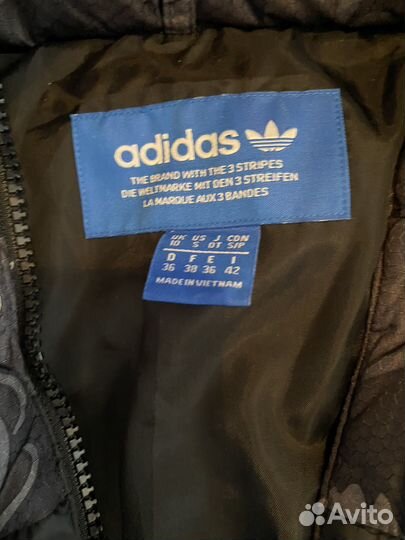 adidas
THE BRAND WITH THE 3 STRIPES
DIE WELTMARKE MIT DEN 3 STREIFEN
LA MARQUE AUX 3 BANDES
UK US J CDN
10 S OT S/P
D F E I
36 38 36 42
MADE IN VIETNAM
Avito